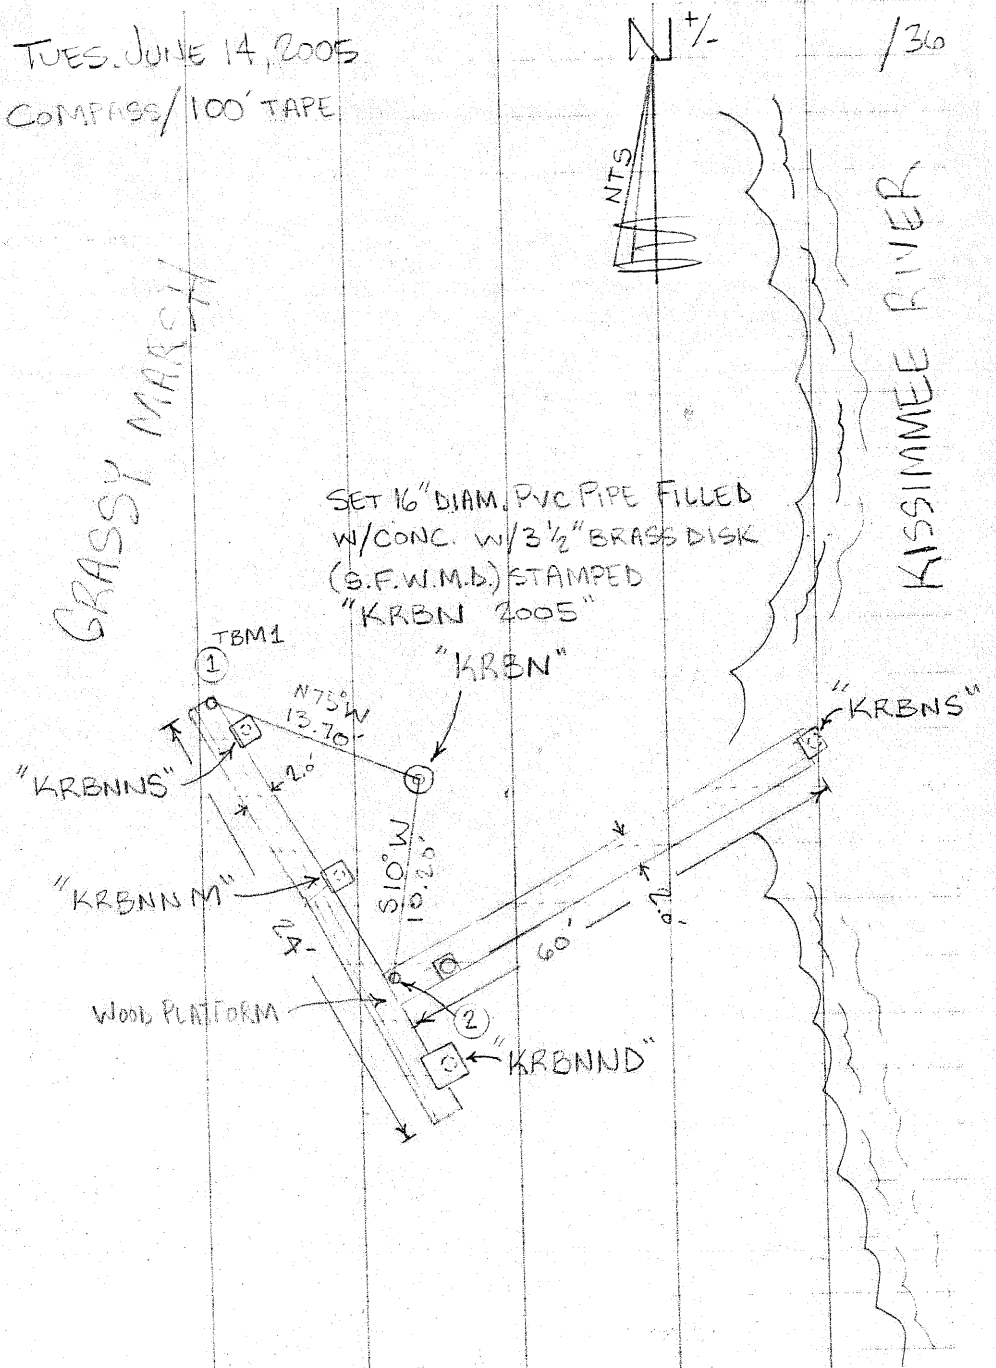 TUES. JUNE 14, 2005
COMPASS/100' TAPE
N +/-
/36
NTS
KISSIMMEE RIVER
GRASSY MARSH
SET 16" DIAM. PVC PIPE FILLED
W/CONC. W/3 1/2" BRASS DISK
(S.F.W.M.D.) STAMPED
"KRBN 2005"
TBM1
1
"KRBN"
N75°W
13.70'
"KRBNS"
"KRBNNS"
2.0'
S10°W
10.20'
"KRBNNM"
24'
60'
2.0'
WOOD PLATFORM
2
"KRBNND"